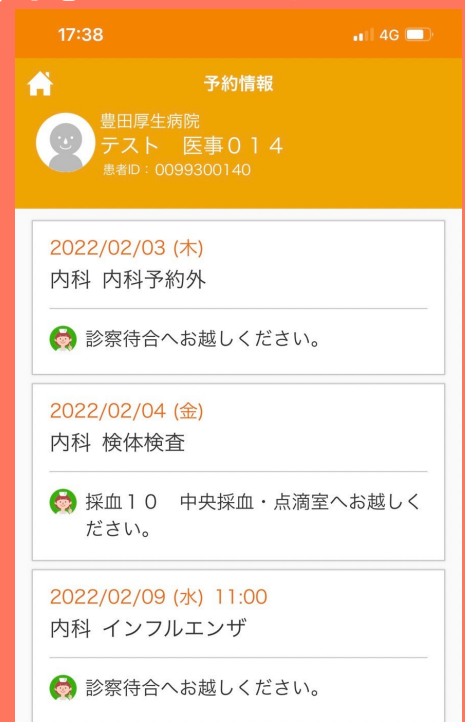 17:38
4G
予約情報
豊田厚生病院
テスト　医事０１４
患者ID： 0099300140
2022/02/03 (木)
内科 内科予約外
診察待合へお越しください。
2022/02/04 (金)
内科 検体検査
採血１０　中央採血・点滴室へお越しく
ださい。
2022/02/09 (水) 11:00
内科 インフルエンザ
診察待合へお越しください。